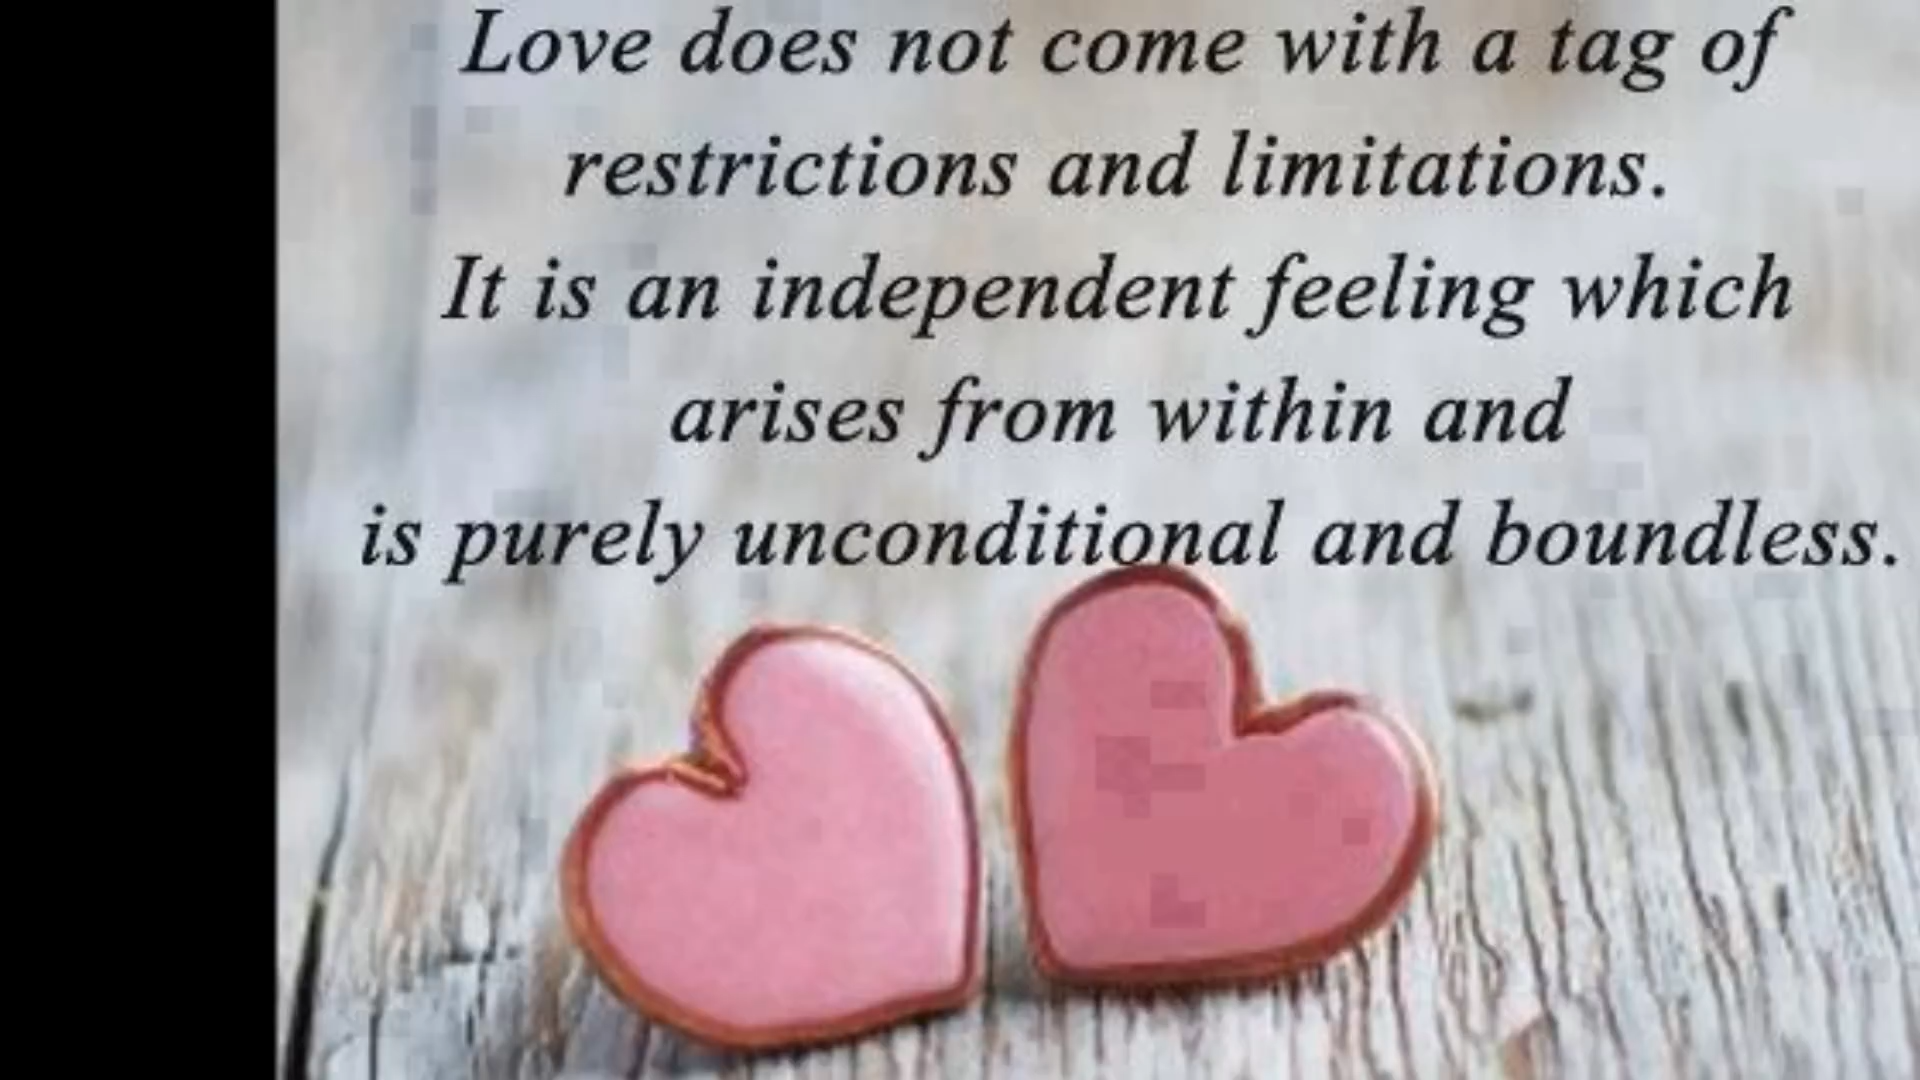 Love does not come with a tag of
restrictions and limitations.
It is an independent feeling which
arises from within and
is purely unconditional and boundless.